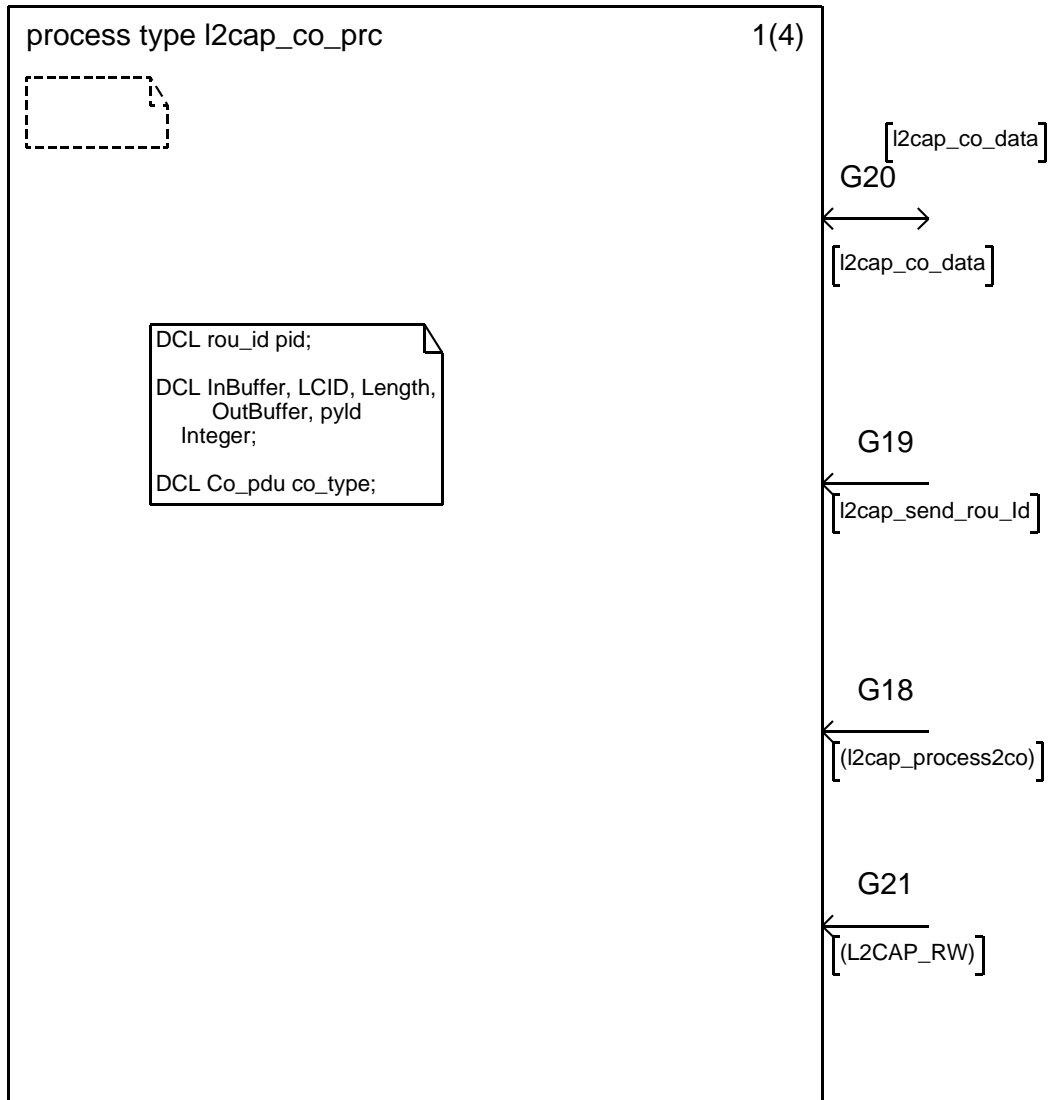 process type l2cap_co_prc 1(4)
[l2cap_co_data]
G20
[l2cap_co_data]
DCL rou_id pid;
DCL InBuffer, LCID, Length,
OutBuffer, pyld
Integer;
DCL Co_pdu co_type;
G19
[l2cap_send_rou_Id]
G18
[(l2cap_process2co)]
G21
[(L2CAP_RW)]